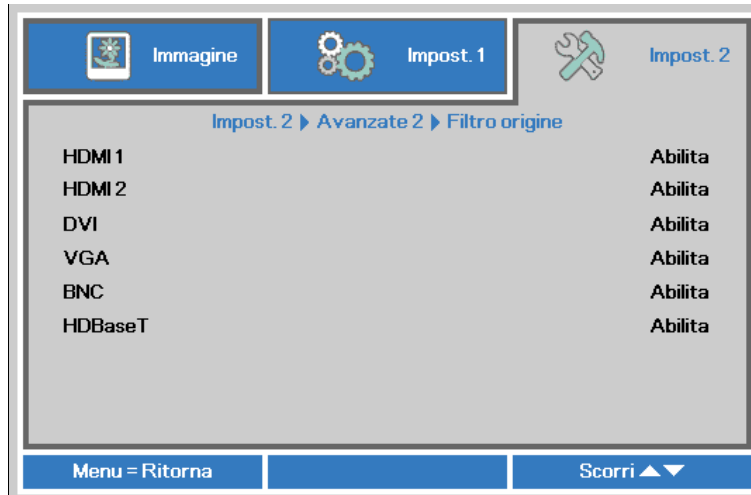 Immagine
Impost. 1
Impost. 2
Impost. 2 ▶ Avanzate 2 ▶ Filtro origine
HDMI 1 Abilita
HDMI 2 Abilita
DVI Abilita
VGA Abilita
BNC Abilita
HDBaseT Abilita
Menu = Ritorna
Scorri ▲▼